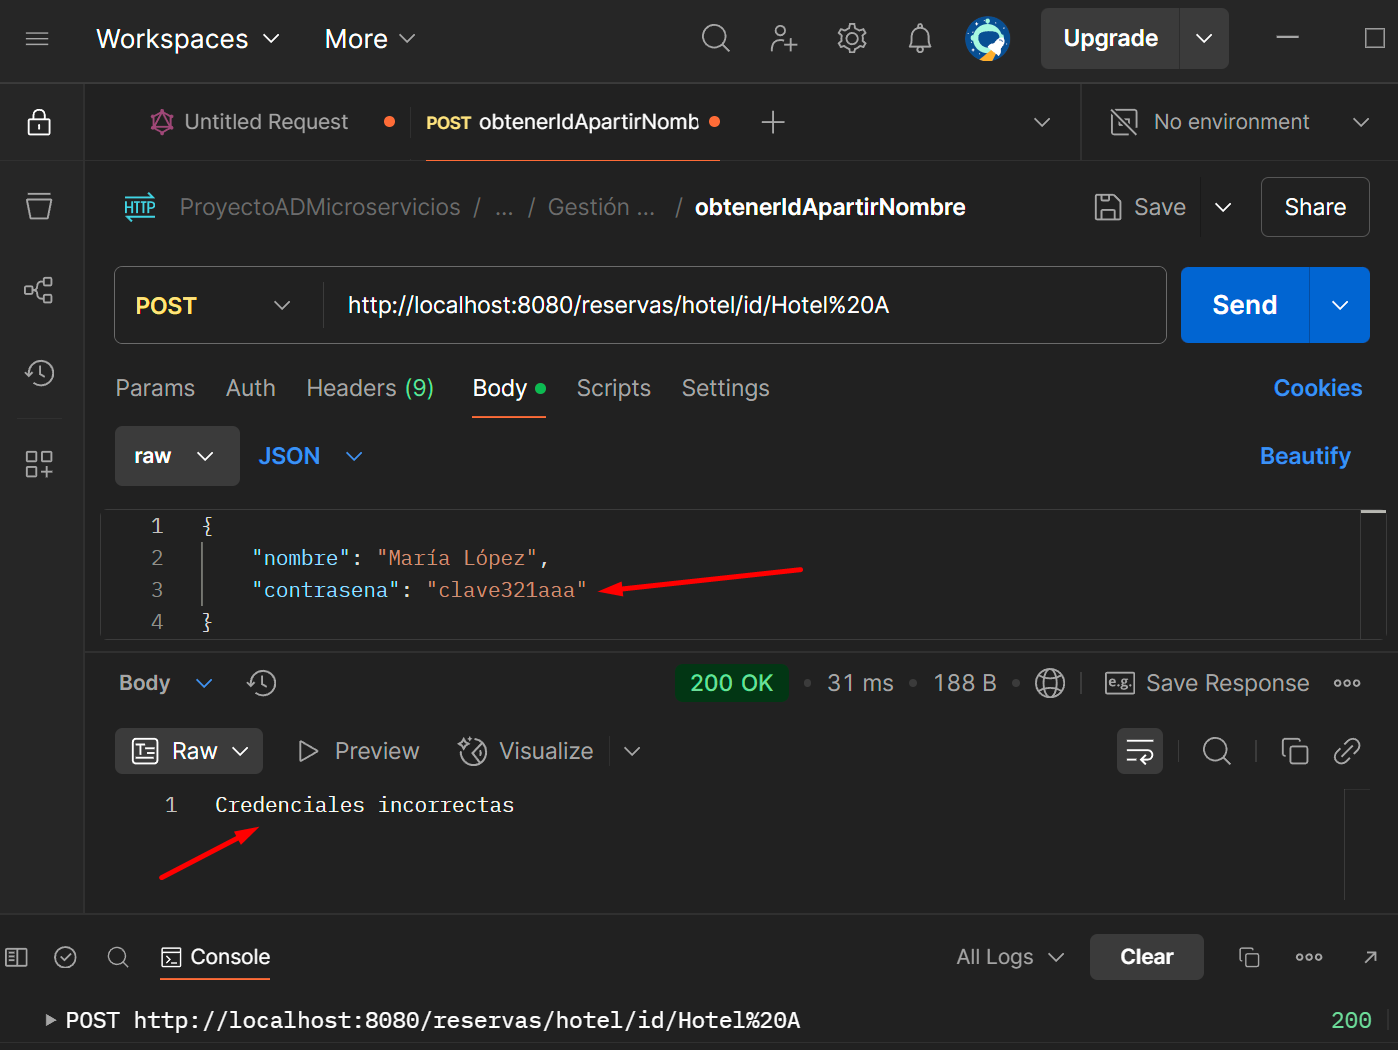 Workspaces More Upgrade
Untitled Request POST obtenerIdApartirNomb No environment
HTTP ProyectoADMicroservicios / ... / Gestión ... / obtenerIdApartirNombre Save Share
POST http://localhost:8080/reservas/hotel/id/Hotel%20A Send
Params Auth Headers (9) Body Scripts Settings Cookies
raw JSON Beautify
1 {
2 "nombre": "María López",
3 "contrasena": "clave321aaa"
4 }
Body 200 OK • 31 ms • 188 B • e.g. Save Response
Raw Preview Visualize
1 Credenciales incorrectas
Console All Logs Clear
POST http://localhost:8080/reservas/hotel/id/Hotel%20A 200